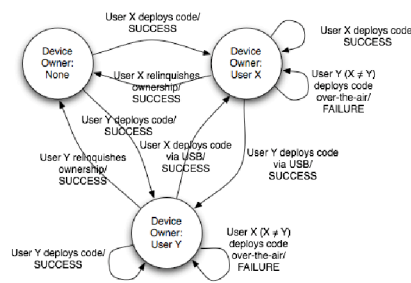 User X deploys code/
SUCCESS
Device
Owner:
None
Device
Owner:
User X
User X deploys code
SUCCESS
User X relinquishes
ownership/
SUCCESS
User Y (X ≠ Y)
deploys code
over-the-air/
FAILURE
User Y deploys code/
SUCCESS
User X deploys code
via USB/
SUCCESS
User Y deploys code
via USB/
SUCCESS
User Y relinquishes
ownership/
SUCCESS
Device
Owner:
User Y
User Y deploys code/
SUCCESS
User X (X ≠ Y)
deploys code
over-the-air/
FAILURE